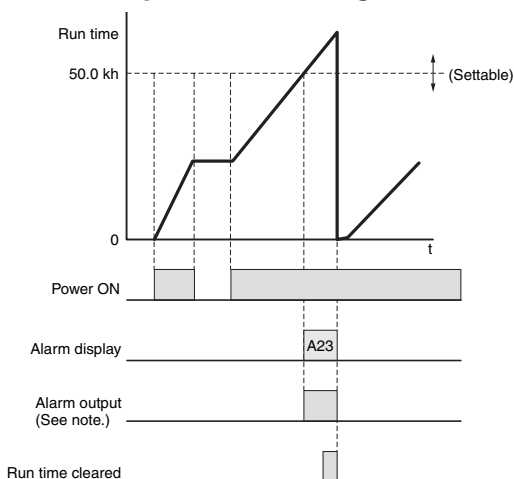 Run time
50.0 kh
(Settable)
0
t
Power ON
Alarm display
A23
Alarm output
(See note.)
Run time cleared